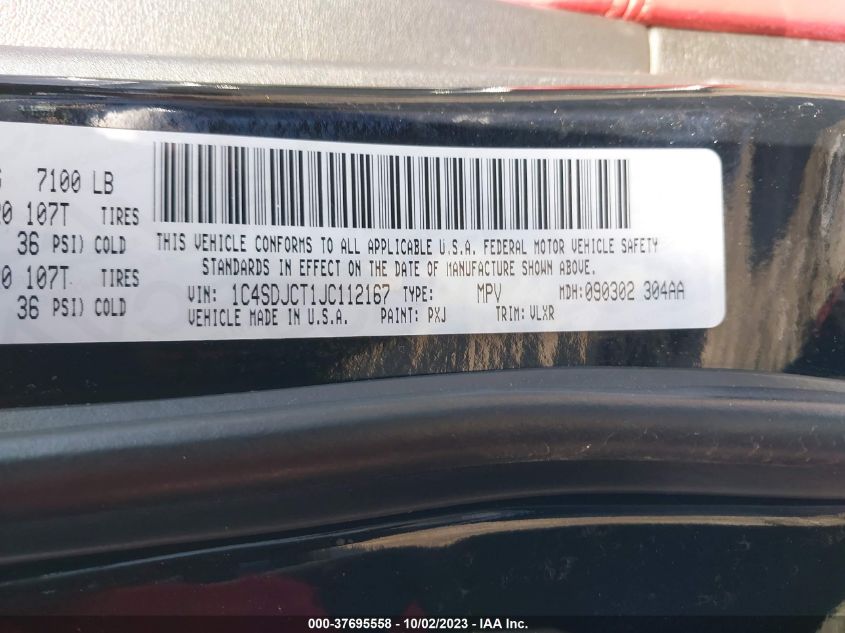 7100 LB
107T TIRES
36 PSI) COLD
107T TIRES
36 PSI) COLD
THIS VEHICLE CONFORMS TO ALL APPLICABLE U.S.A. FEDERAL MOTOR VEHICLE SAFETY
STANDARDS IN EFFECT ON THE DATE OF MANUFACTURE SHOWN ABOVE.
VIN: 1C4SDJCT1JC112167 TYPE: MPV MDH:090302 304AA
VEHICLE MADE IN U.S.A. PAINT: PXJ TRIM: VLXR
000-37695558 - 10/02/2023 - IAA Inc.